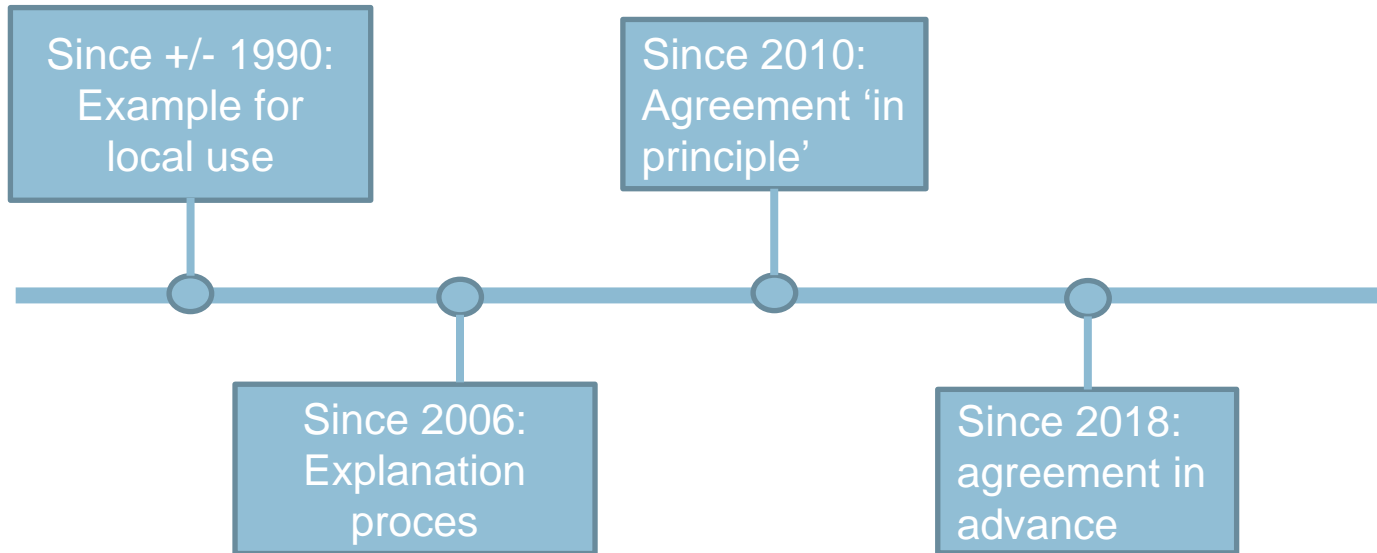 Since +/- 1990:
Example for
local use
Since 2006:
Explanation
proces
Since 2010:
Agreement ‘in
principle’
Since 2018:
agreement in
advance